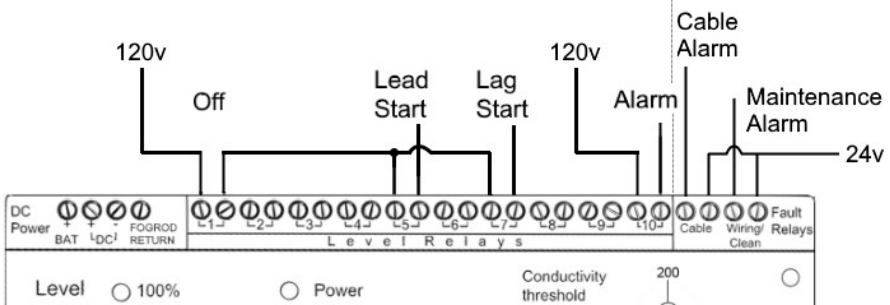 Cable
Alarm
120v
120v
Off
Lead
Start
Lag
Start
Alarm
Maintenance
Alarm
24v
DC
Power
+
BAT
+
DC
-
FOGROD
RETURN
1
2
3
4
5
6
7
8
9
10
Level Relays
Cable
Wiring/
Clean
Fault
Relays
Level
100%
Power
Conductivity
threshold
200